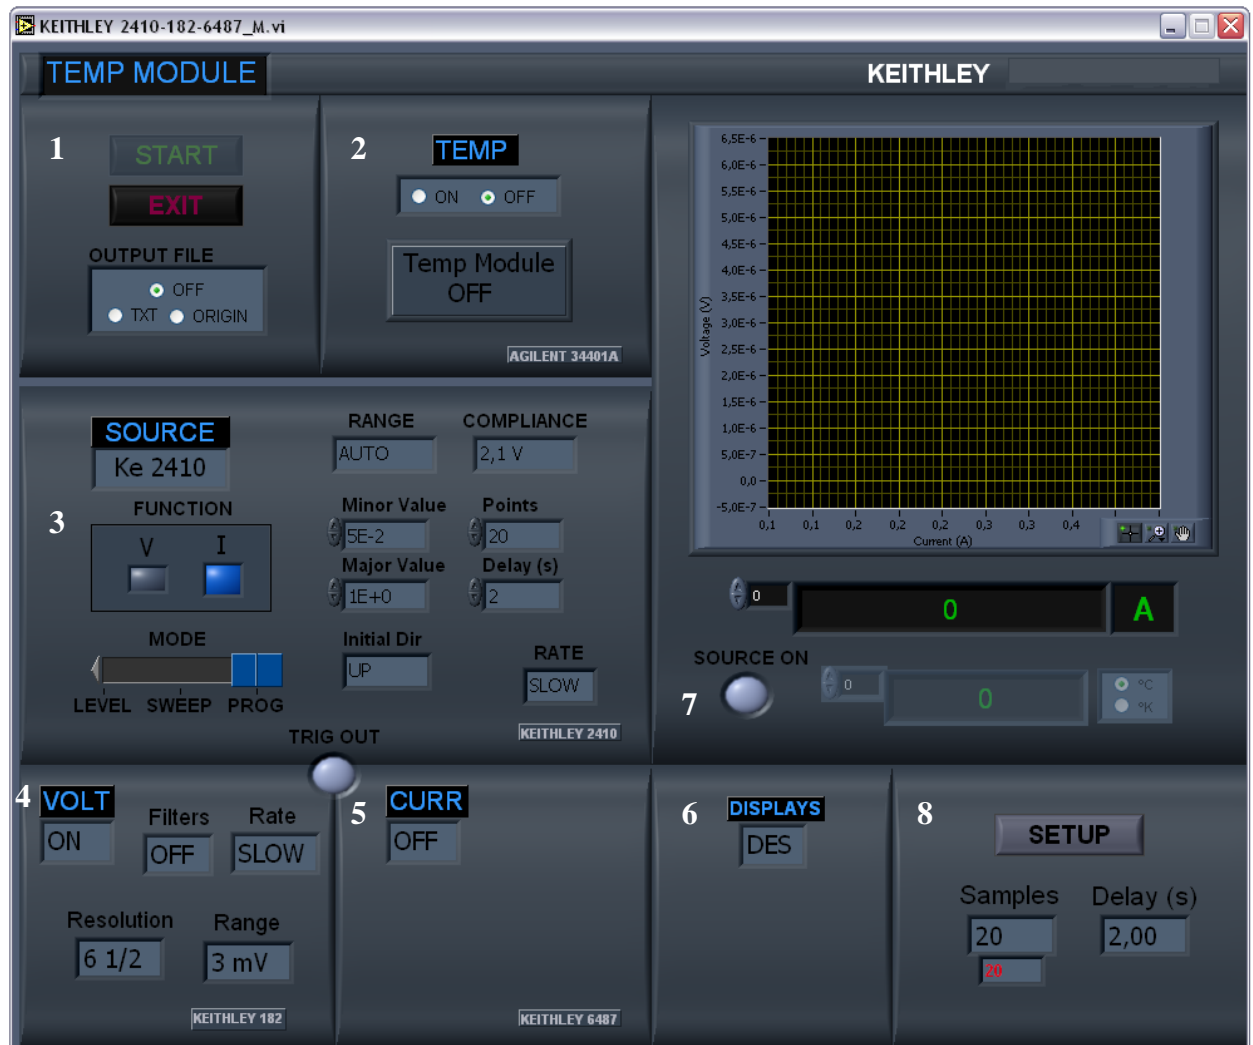 KEITHLEY 2410-182-6487_M.vi
TEMP MODULE
KEITHLEY
1
START
EXIT
OUTPUT FILE
OFF
TXT ORIGIN
2
TEMP
ON OFF
Temp Module
OFF
AGILENT 34401A
3
SOURCE
Ke 2410
FUNCTION
V I
MODE
LEVEL SWEEP PROG
RANGE COMPLIANCE
AUTO 2,1 V
Minor Value Points
5E-2 20
Major Value Delay (s)
1E+0 2
Initial Dir
UP
RATE
SLOW
KEITHLEY 2410
TRIG OUT
6,5E-6
6,0E-6
5,5E-6
5,0E-6
4,5E-6
4,0E-6
3,5E-6
3,0E-6
2,5E-6
2,0E-6
1,5E-6
1,0E-6
5,0E-7
0,0
-5,0E-7
Voltage (V)
0,1 0,1 0,2 0,2 0,2 0,3 0,3 0,4
Current (A)
0 0 A
SOURCE ON
7
0 0
°C
°K
4
VOLT
ON
Filters Rate
OFF SLOW
Resolution Range
6 1/2 3 mV
KEITHLEY 182
5
CURR
OFF
KEITHLEY 6487
6
DISPLAYS
DES
8
SETUP
Samples Delay (s)
20 2,00
20